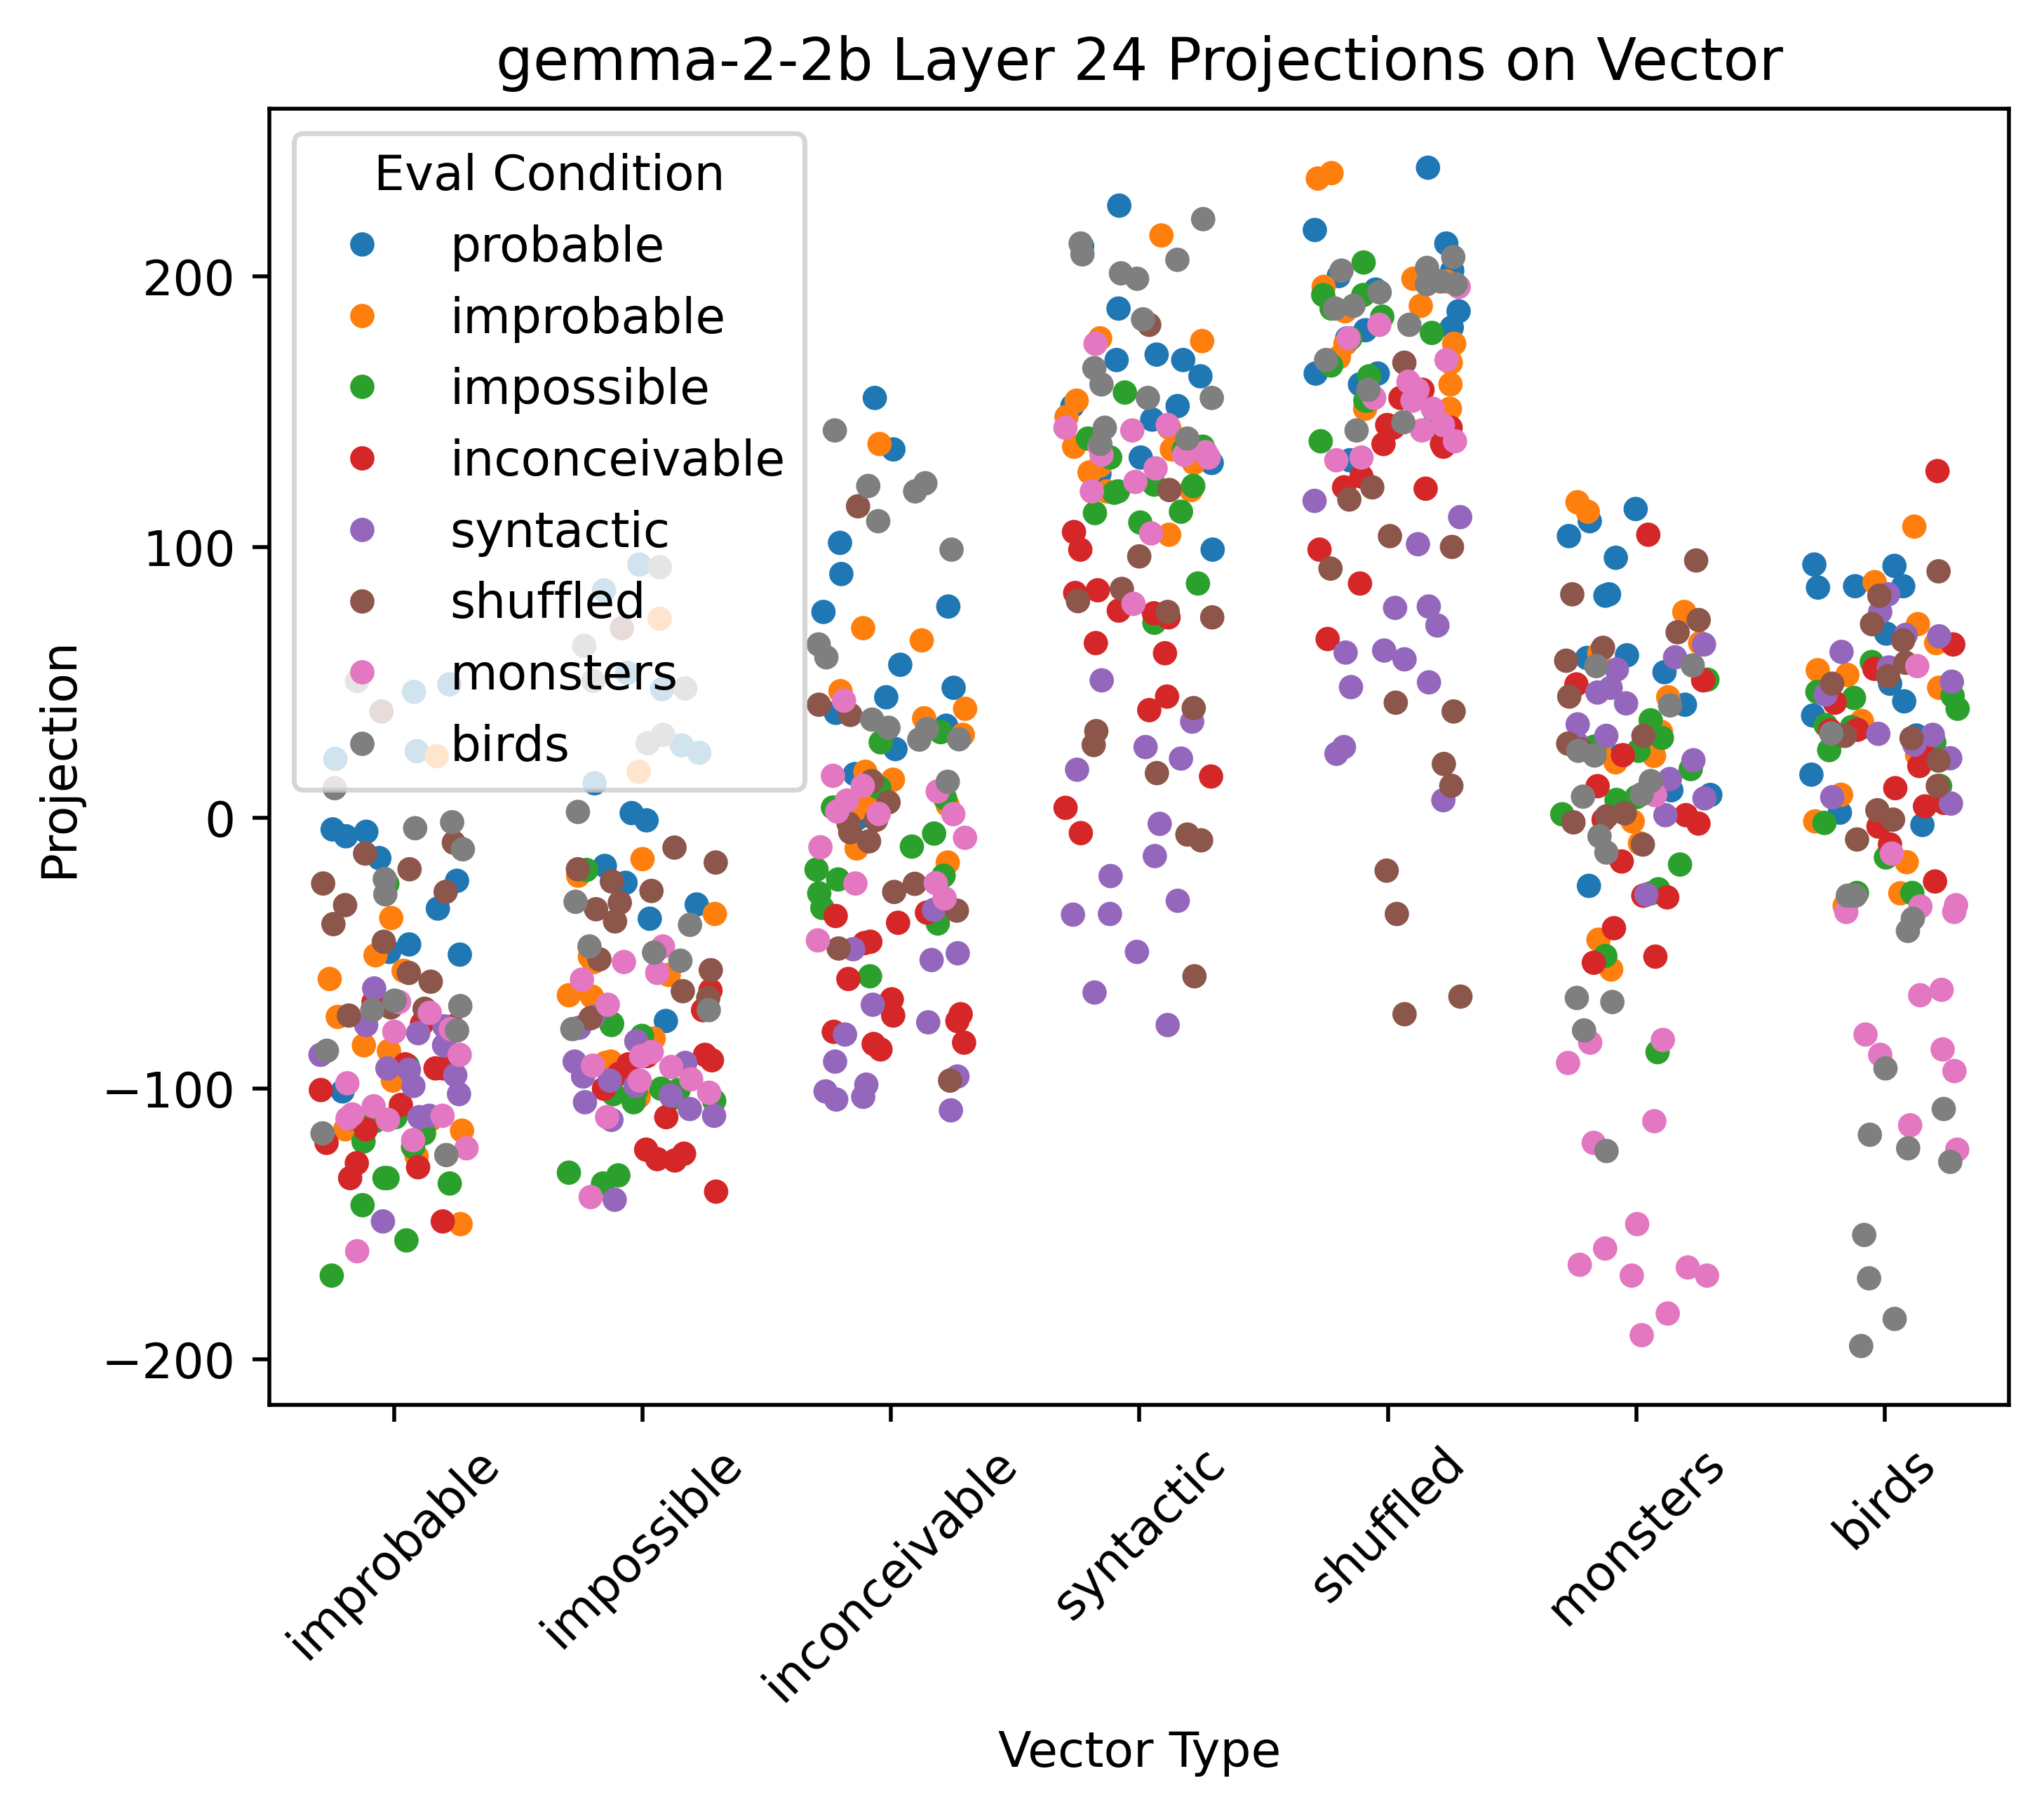 gemma-2-2b Layer 24 Projections on Vector
Eval Condition
probable
improbable
impossible
inconceivable
syntactic
shuffled
monsters
birds
200
100
0
−100
−200
Projection
improbable
impossible
inconceivable
syntactic
shuffled
monsters
birds
Vector Type